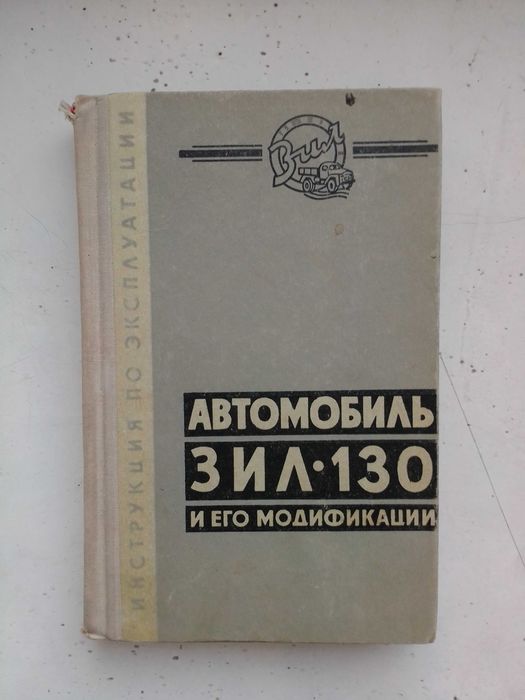 ИНСТРУКЦИЯ ПО ЭКСПЛУАТАЦИИ
Зил
АВТОМОБИЛЬ
ЗИЛ·130
И ЕГО МОДИФИКАЦИИ